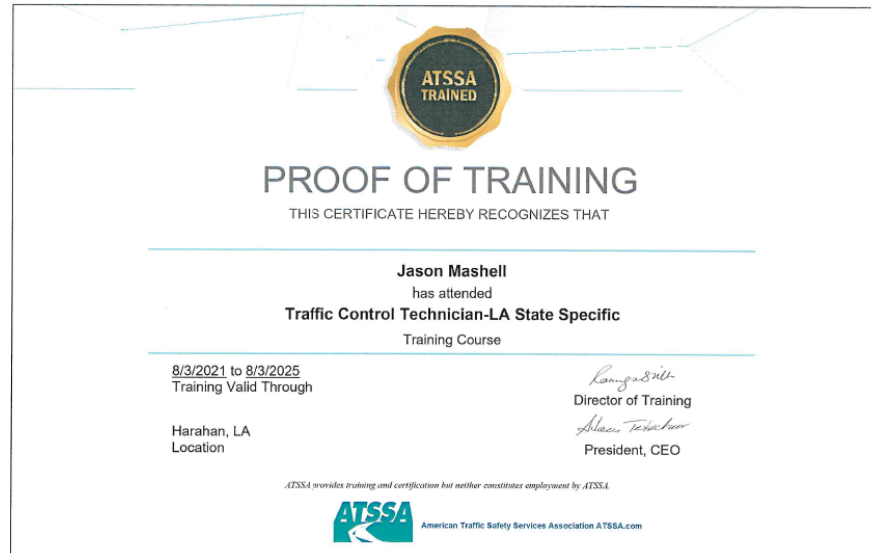 ATSSA
TRAINED
PROOF OF TRAINING
THIS CERTIFICATE HEREBY RECOGNIZES THAT
Jason Mashell
has attended
Traffic Control Technician-LA State Specific
Training Course
8/3/2021 to 8/3/2025
Training Valid Through
Director of Training
Harahan, LA
Location
President, CEO
ATSSA provides training and certification but neither constitutes employment by ATSSA.
ATSSA
American Traffic Safety Services Association ATSSA.com